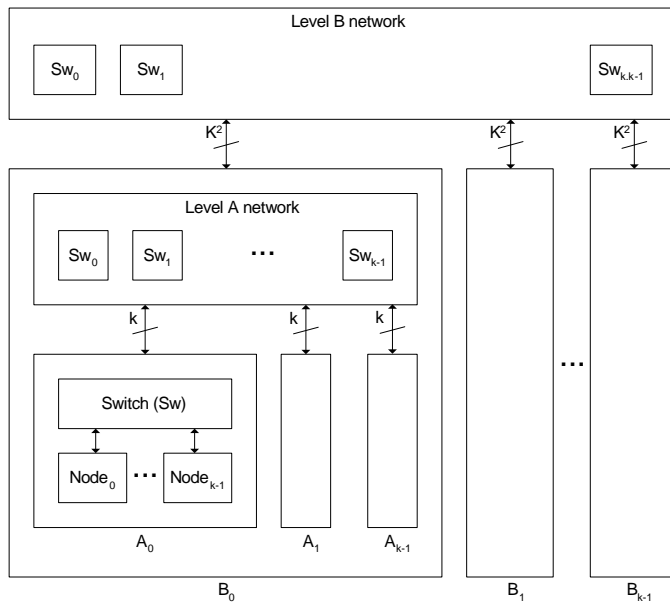 Level B network
Sw0 Sw1 Swk.k-1
K² K² K²
Level A network
Sw0 Sw1 ... Swk-1
k k k
Switch (Sw)
...
Node0 ... Nodek-1
A0 A1 Ak-1
B0 B1 Bk-1